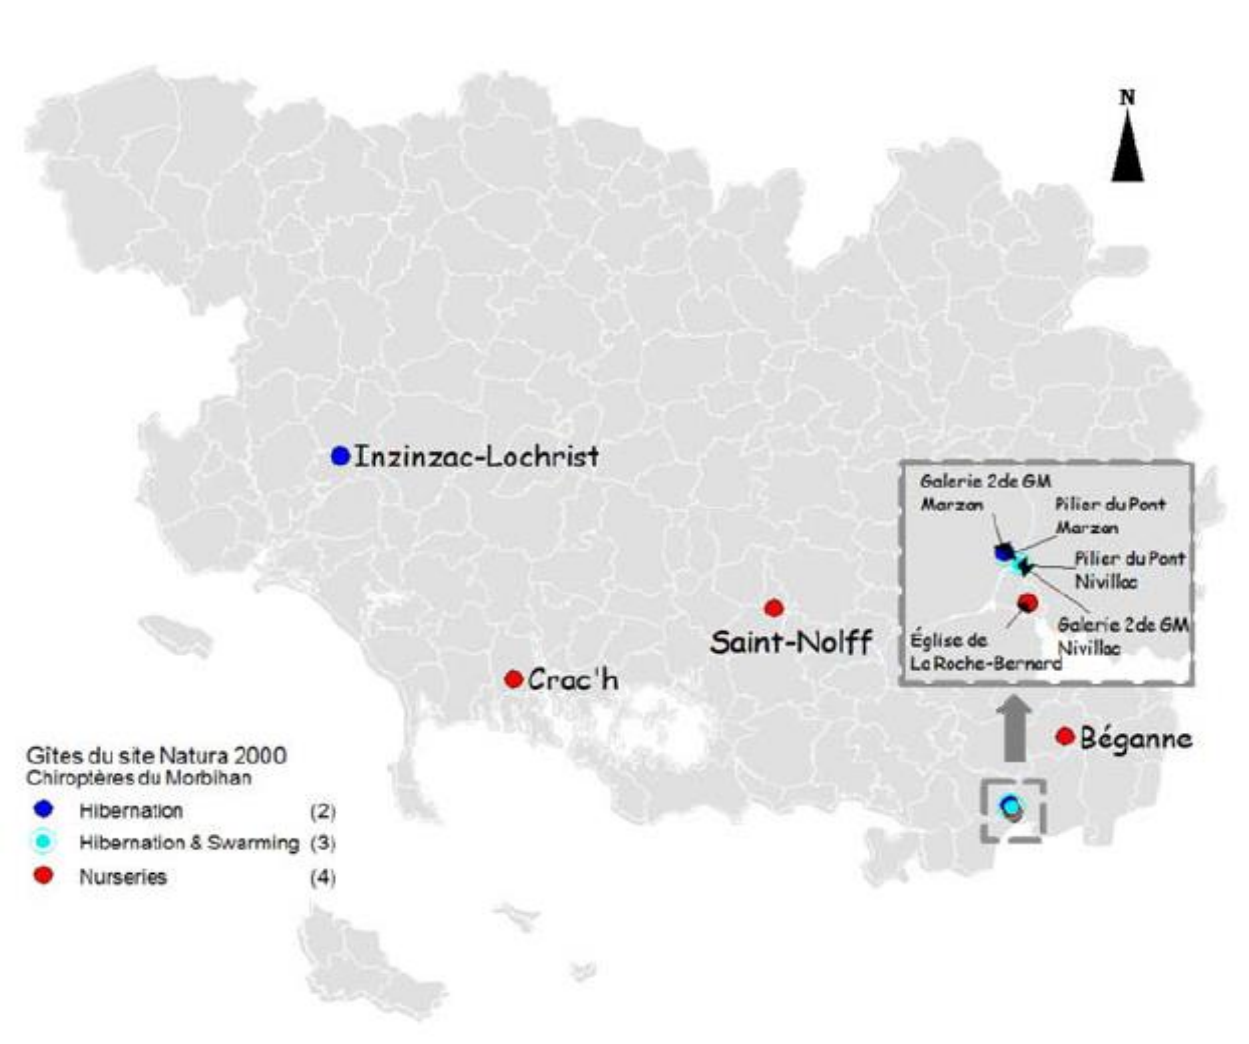 N
Inzinzac-Lochrist
Galerie 2de GM
Marzan
Pilier du Pont
Marzan
Pilier du Pont
Nivillac
Galerie 2de GM
Nivillac
Église de
La Roche-Bernard
Saint-Nolff
Crac'h
Béganne
Gîtes du site Natura 2000
Chiroptères du Morbihan
Hibernation (2)
Hibernation & Swarming (3)
Nurseries (4)